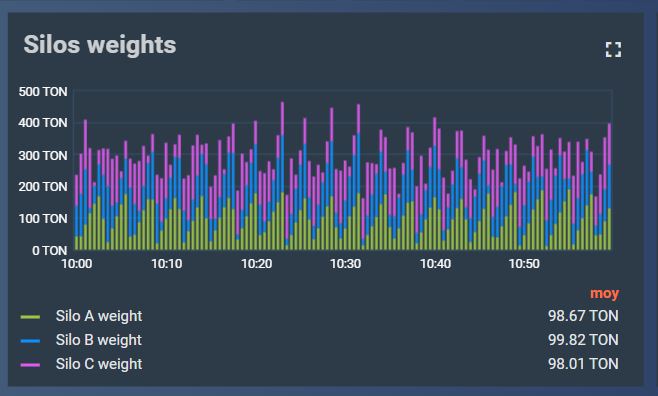 Silos weights
500 TON
400 TON
300 TON
200 TON
100 TON
0 TON
10:00 10:10 10:20 10:30 10:40 10:50
moy
Silo A weight 98.67 TON
Silo B weight 99.82 TON
Silo C weight 98.01 TON